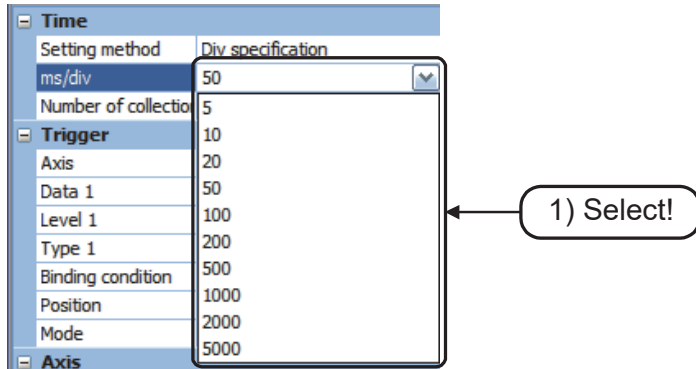 Time
Setting method Div specification
ms/div 50
Number of collection 5
Trigger 10
Axis 20
Data 1 50
Level 1 100
Type 1 200
Binding condition 500
Position 1000
Mode 2000
Axis 5000
1) Select!